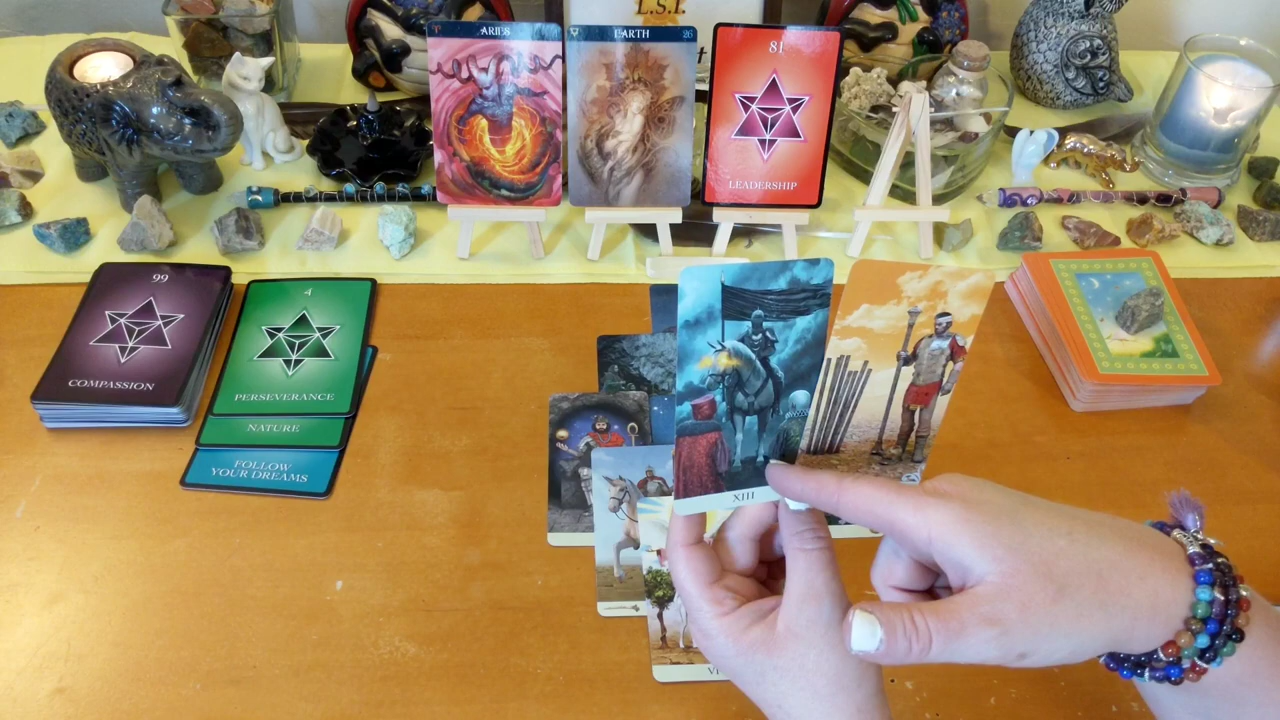 L.S.I.
ARIES
EARTH
26
81
LEADERSHIP
99
COMPASSION
4
PERSEVERANCE
NATURE
FOLLOW
YOUR DREAMS
XIII